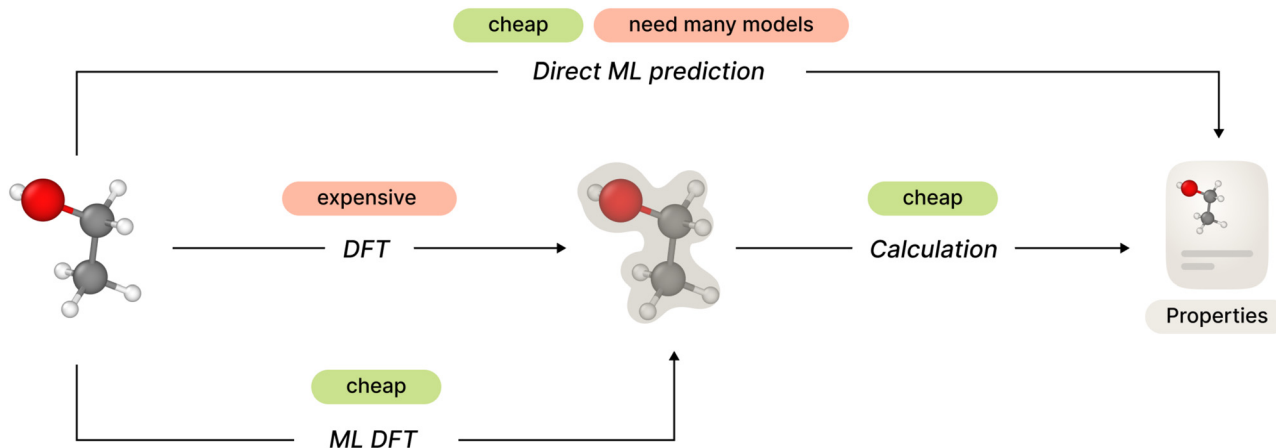 cheap need many models
Direct ML prediction
expensive
cheap
DFT
Calculation
Properties
cheap
ML DFT